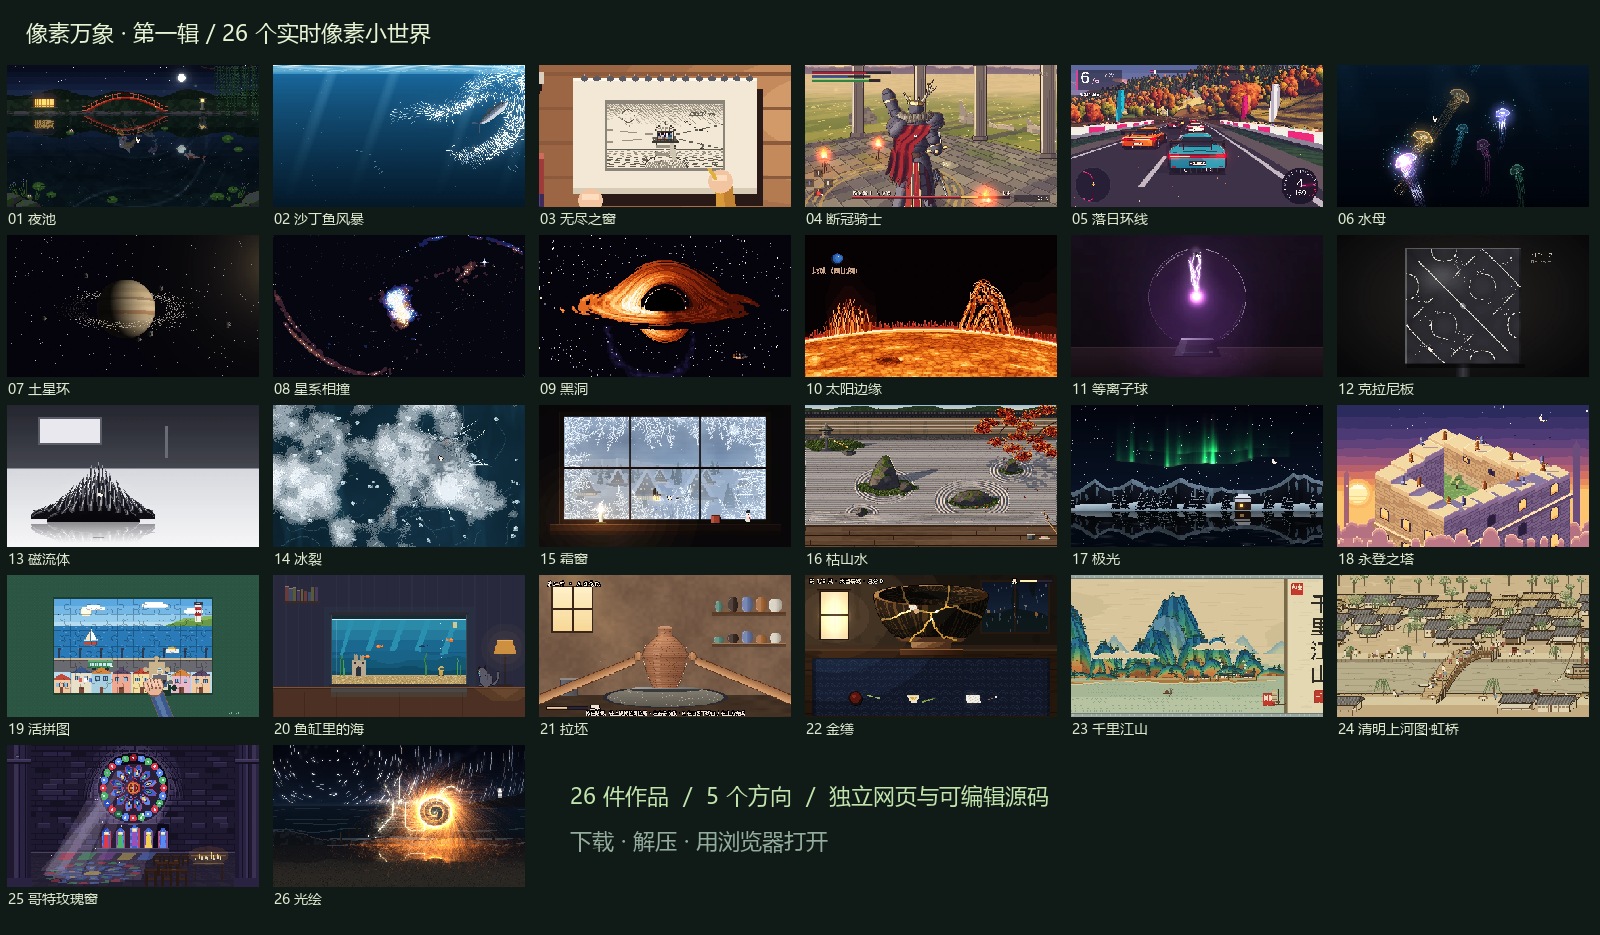 像素万象 · 第一辑 / 26 个实时像素小世界
01 夜池
02 沙丁鱼风暴
03 无尽之窗
6
4
169
04 断冠骑士
05 落日环线
06 水母
07 土星环
08 星系相撞
09 黑洞
10 太阳边缘
11 等离子球
12 克拉尼板
13 磁流体
14 冰裂
15 霜窗
16 枯山水
17 极光
18 永登之塔
千里江山
19 活拼图
20 鱼缸里的海
21 拉坯
22 金缮
23 千里江山
24 清明上河图·虹桥
26 件作品 / 5 个方向 / 独立网页与可编辑源码
下载 · 解压 · 用浏览器打开
25 哥特玫瑰窗
26 光绘